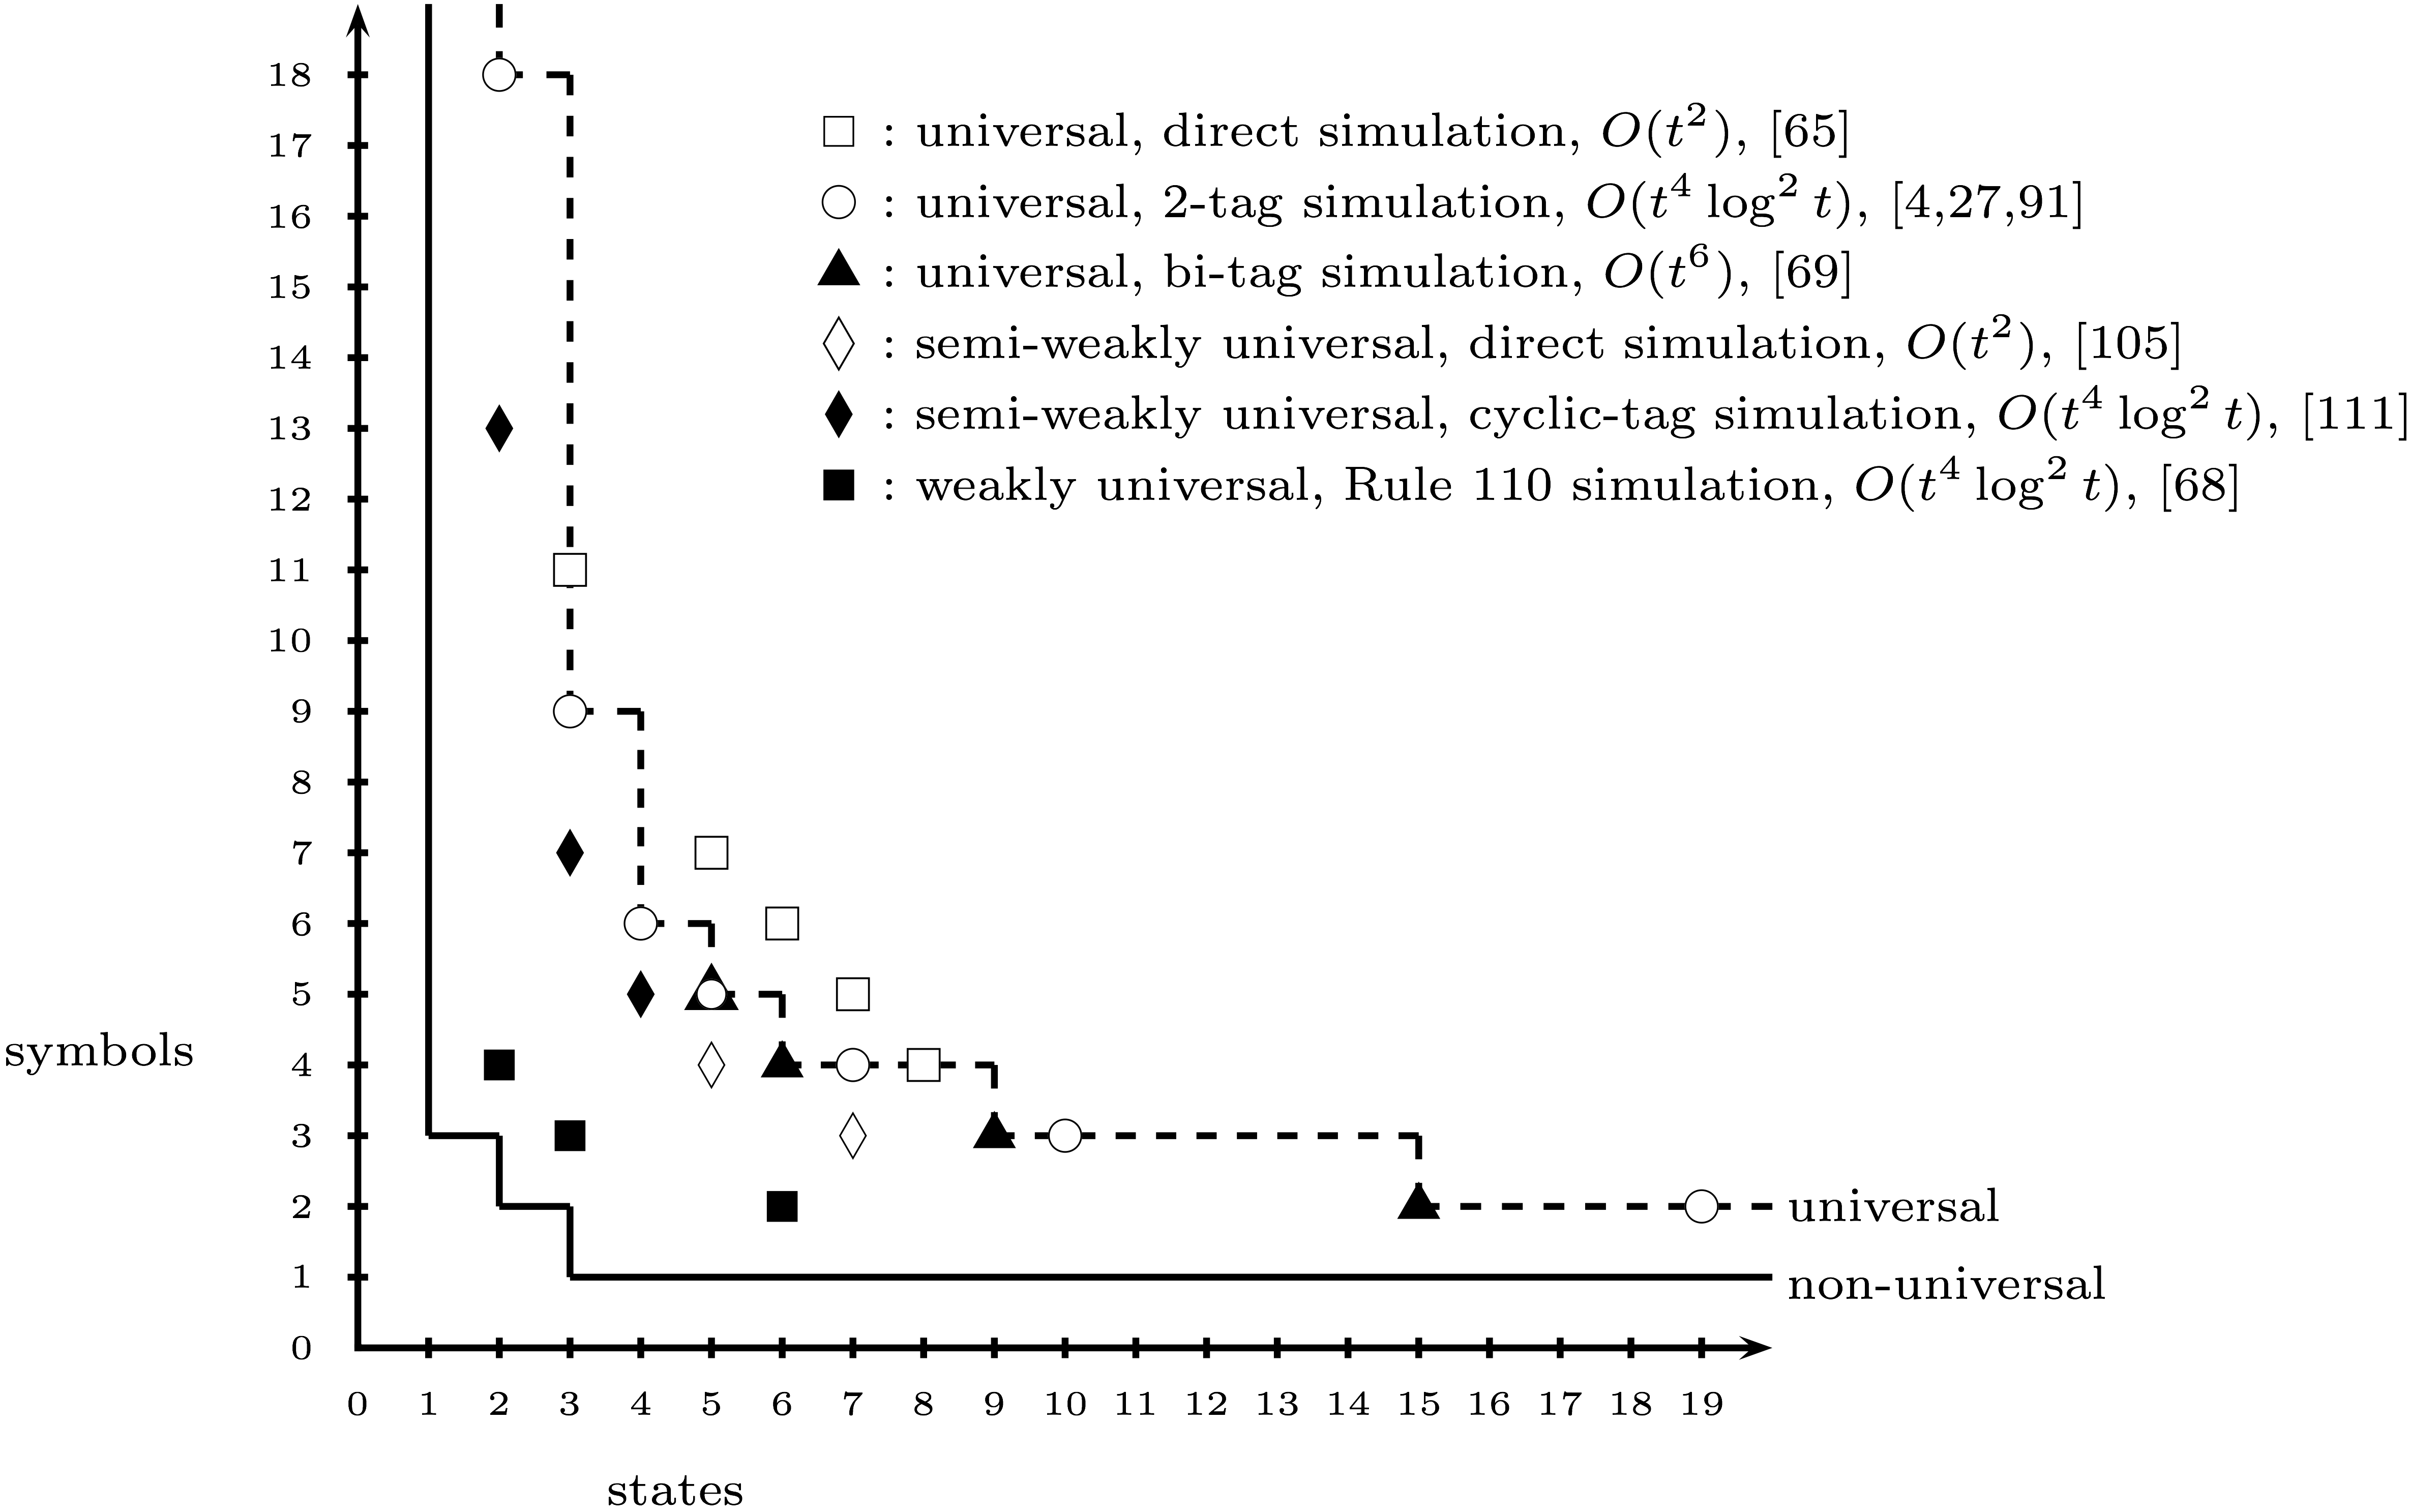 18
17
16
15
14
13
12
11
10
9
8
7
6
5
4
3
2
1
0
symbols
: universal, direct simulation, O(t²), [65]
: universal, 2-tag simulation, O(t⁴ log² t), [4,27,91]
: universal, bi-tag simulation, O(t⁶), [69]
: semi-weakly universal, direct simulation, O(t²), [105]
: semi-weakly universal, cyclic-tag simulation, O(t⁴ log² t), [111]
: weakly universal, Rule 110 simulation, O(t⁴ log² t), [68]
universal
non-universal
0 1 2 3 4 5 6 7 8 9 10 11 12 13 14 15 16 17 18 19
states